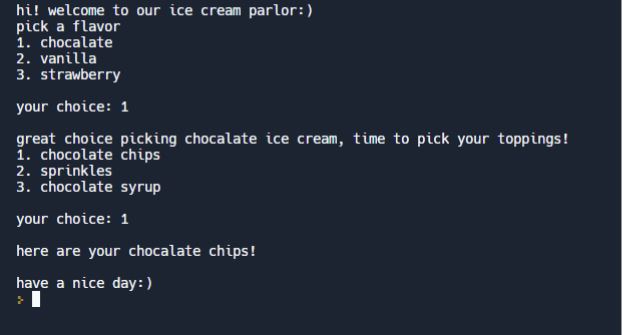 hi! welcome to our ice cream parlor:)
pick a flavor
1. chocalate
2. vanilla
3. strawberry
your choice: 1
great choice picking chocalate ice cream, time to pick your toppings!
1. chocolate chips
2. sprinkles
3. chocolate syrup
your choice: 1
here are your chocalate chips!
have a nice day:)